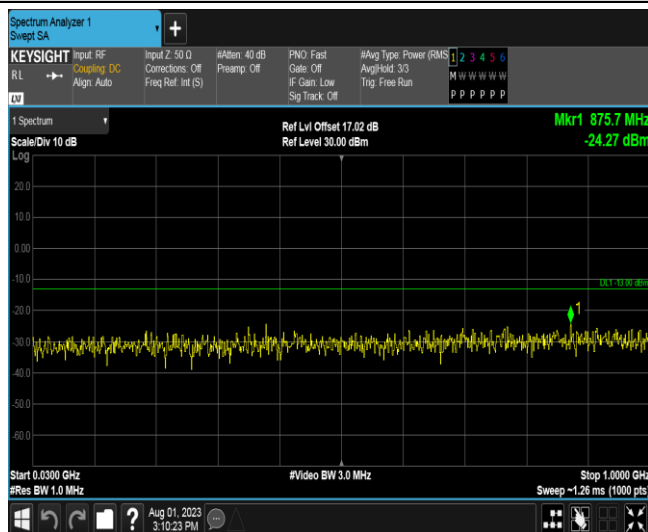 Spectrum Analyzer 1
Swept SA
+
KEYSIGHT
RL
LXI
Input: RF
Coupling: DC
Align: Auto
Input Z: 50 Ω
Corrections: Off
Freq Ref: Int (S)
#Atten: 40 dB
Preamp: Off
PNO: Fast
Gate: Off
IF Gain: Low
Sig Track: Off
#Avg Type: Power (RMS
Avg|Hold: 3/3
Trig: Free Run
1 2 3 4 5 6
M W W W W W
P P P P P P
1 Spectrum
Scale/Div 10 dB
Ref Lvl Offset 17.02 dB
Ref Level 30.00 dBm
Mkr1 875.7 MHz
-24.27 dBm
Log
20.0
10.0
0.00
-10.0
DL1 -13.00 dBm
-20.0
1
-30.0
-40.0
-50.0
-60.0
Start 0.0300 GHz
#Res BW 1.0 MHz
#Video BW 3.0 MHz
Stop 1.0000 GHz
Sweep ~1.26 ms (1000 pts)
?
Aug 01, 2023
3:10:23 PM